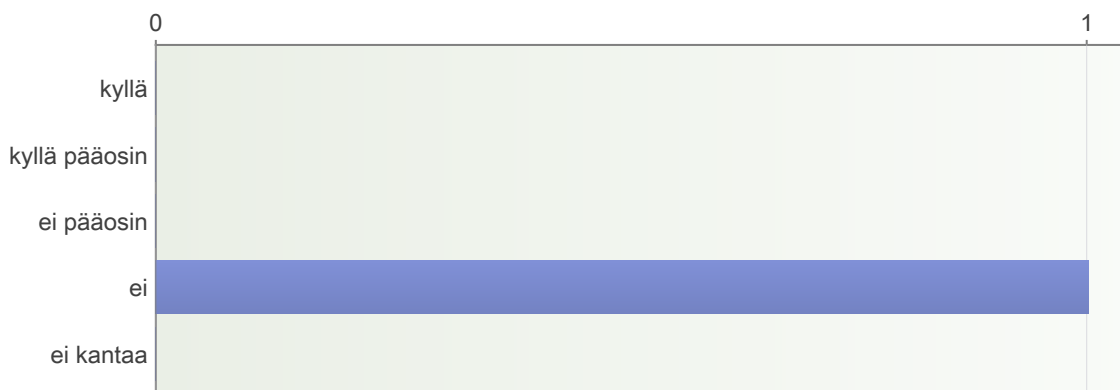 0 1
kyllä
kyllä pääosin
ei pääosin
ei
ei kantaa